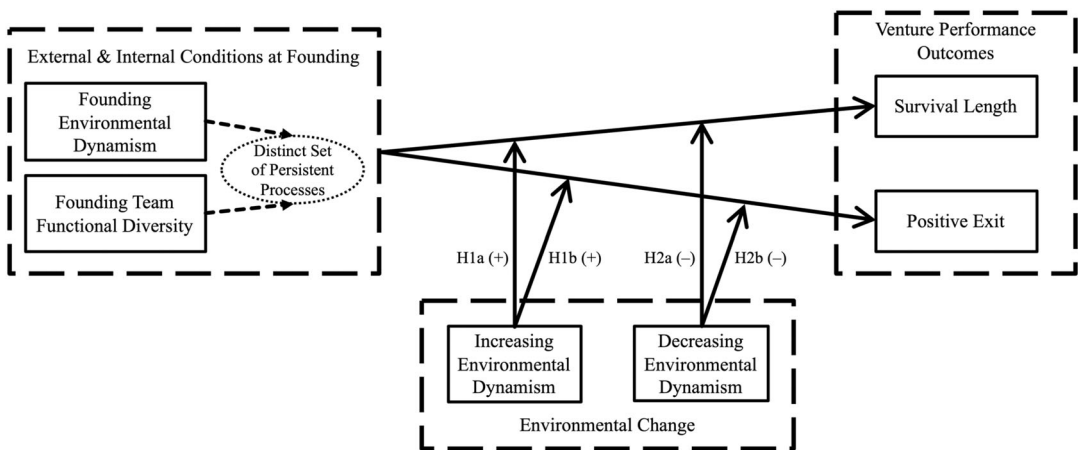 External & Internal Conditions at Founding
Founding
Environmental
Dynamism
Distinct Set
of Persistent
Processes
Founding Team
Functional Diversity
Venture Performance
Outcomes
Survival Length
Positive Exit
H1a (+)
H1b (+)
H2a (–)
H2b (–)
Increasing
Environmental
Dynamism
Decreasing
Environmental
Dynamism
Environmental Change